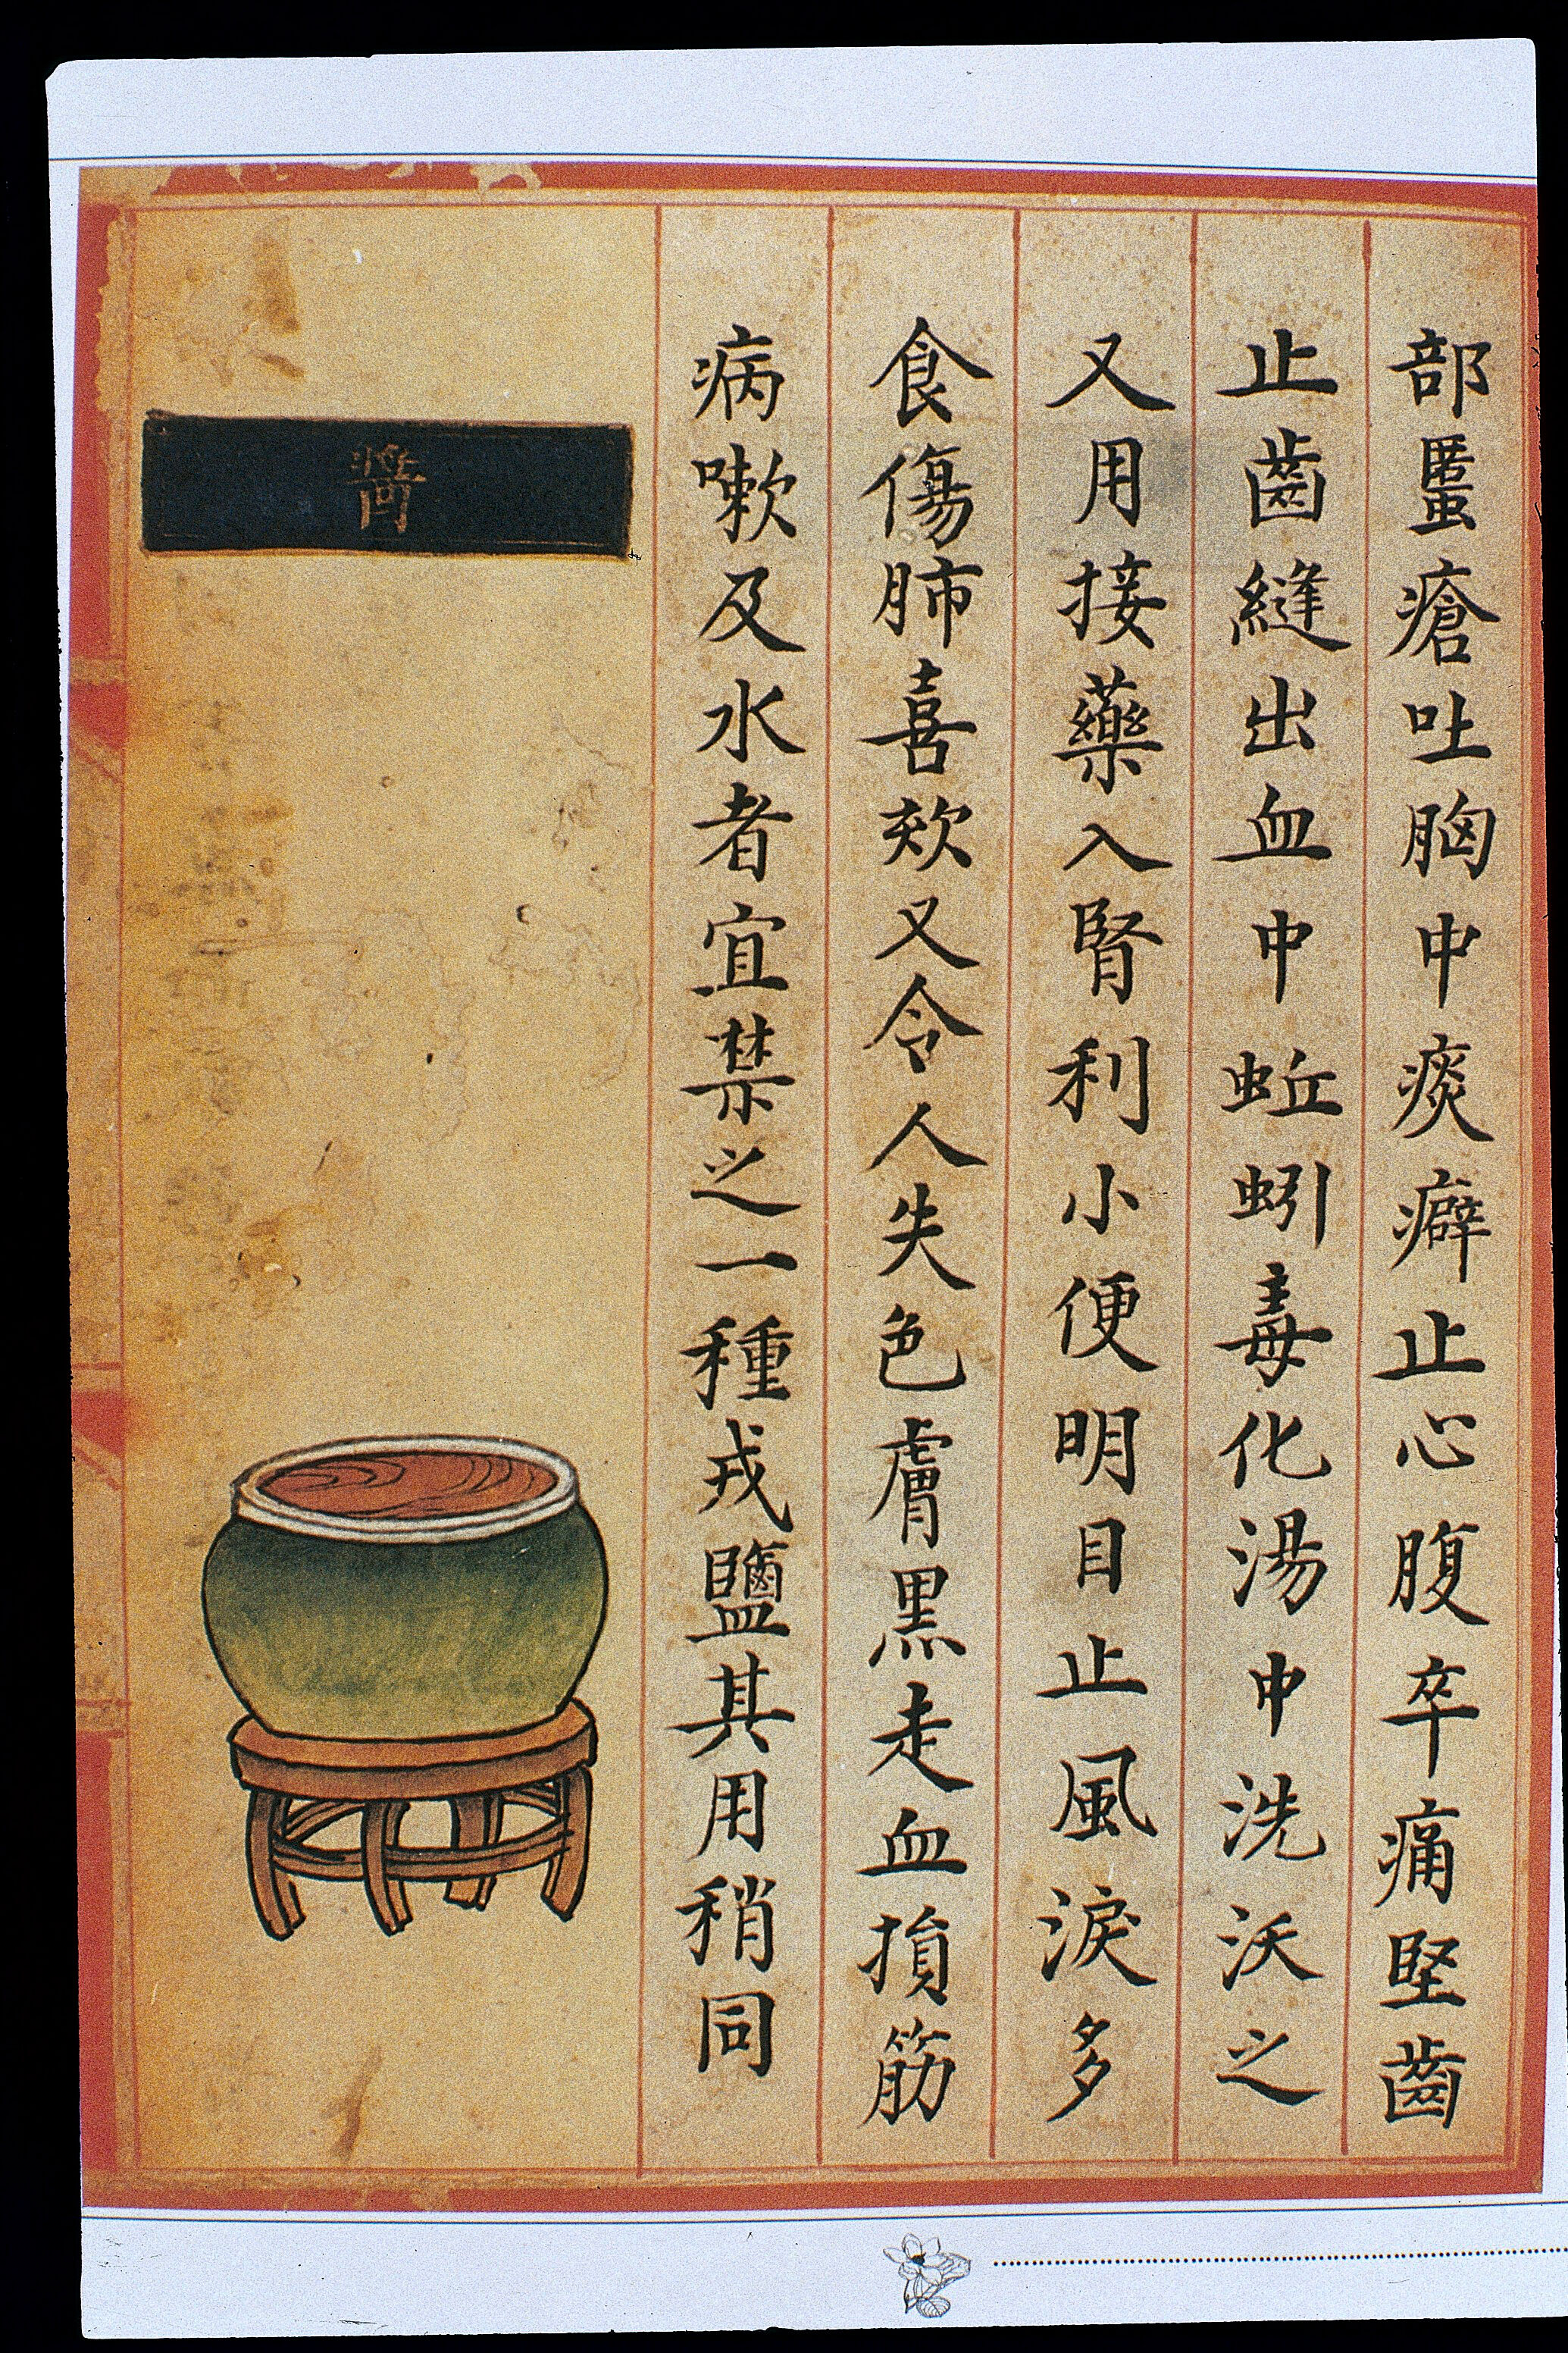 部䘌瘡吐胸中痰癖止心腹卒痛堅齒
止齒縫出血中蚯蚓毒化湯中洗沃之
又用接藥入腎利小便明目止風淚多
食傷肺喜欬又令人失色膚黒走血損筋
病嗽及水者宜禁之一種戎鹽其用稍同
醬